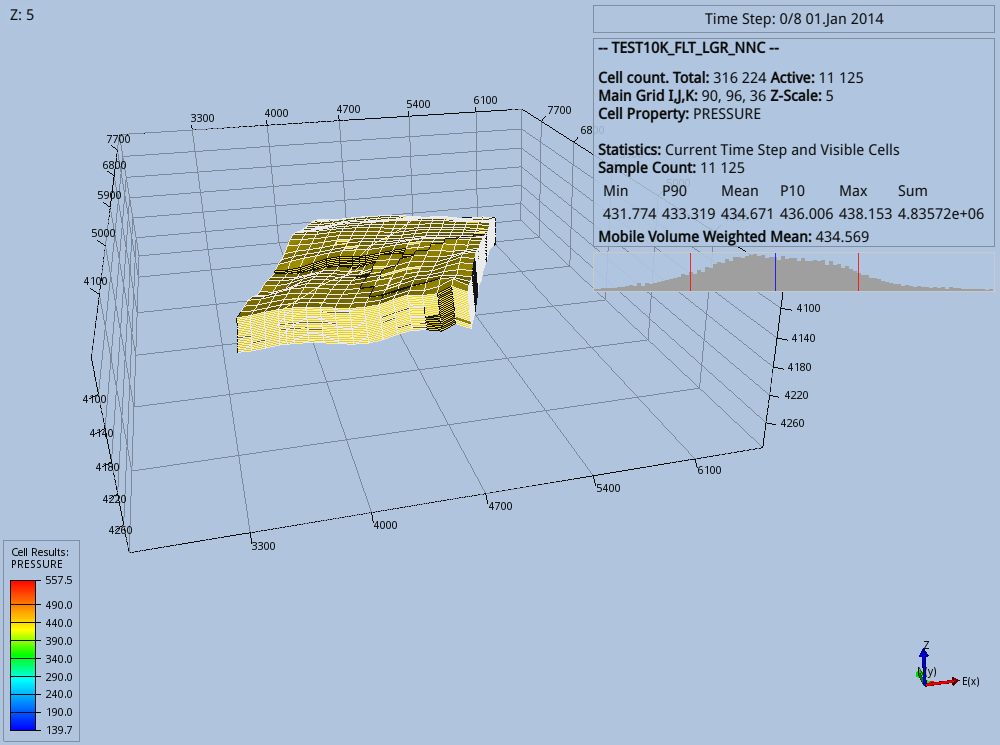 Z: 5
Time Step: 0/8 01.Jan 2014
-- TEST10K_FLT_LGR_NNC --
Cell count. Total: 316 224 Active: 11 125
Main Grid I,J,K: 90, 96, 36 Z-Scale: 5
Cell Property: PRESSURE
Statistics: Current Time Step and Visible Cells
Sample Count: 11 125
Min P90 Mean P10 Max Sum
431.774 433.319 434.671 436.006 438.153 4.83572e+06
Mobile Volume Weighted Mean: 434.569
3300 4000 4700 5400 6100 7700
7700
6800
5900
5000
4100
4100
4140
4180
4220
4260
4100
4140
4180
4220
4260
3300 4000 4700 5400 6100
Cell Results:
PRESSURE
557.5
490.0
440.0
390.0
340.0
290.0
240.0
190.0
139.7
Z
N(y)
E(x)